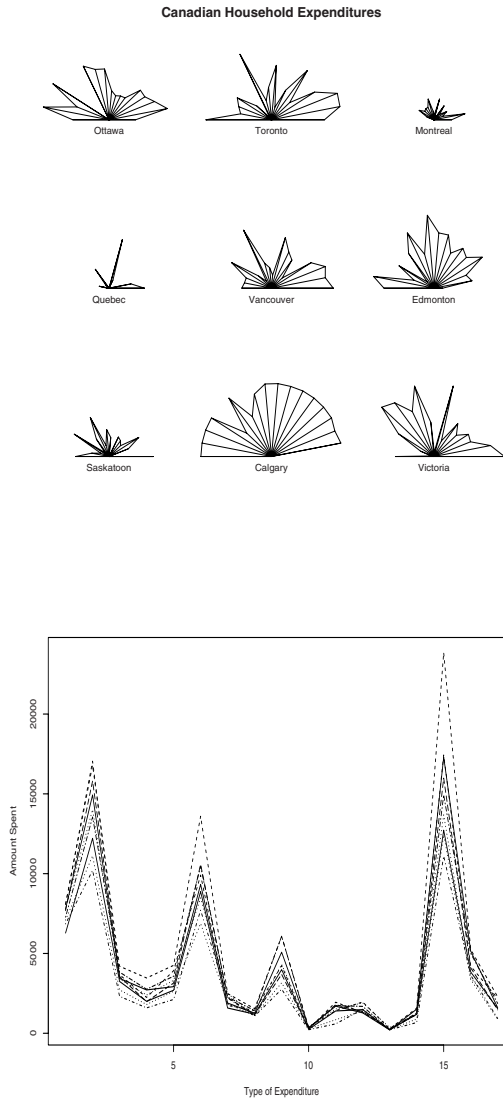 Canadian Household Expenditures
Ottawa
Toronto
Montreal
Quebec
Vancouver
Edmonton
Saskatoon
Calgary
Victoria
Amount Spent
20000
15000
10000
5000
0
5
10
15
Type of Expenditure